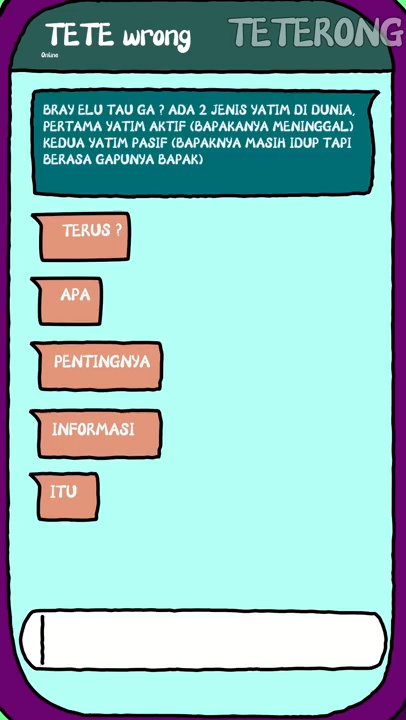 TETE wrong
TETERONG
Online
BRAY ELU TAU GA ? ADA 2 JENIS YATIM DI DUNIA,
PERTAMA YATIM AKTIF (BAPAKANYA MENINGGAL)
KEDUA YATIM PASIF (BAPAKNYA MASIH IDUP TAPI
BERASA GAPUNYA BAPAK)
TERUS ?
APA
PENTINGNYA
INFORMASI
ITU